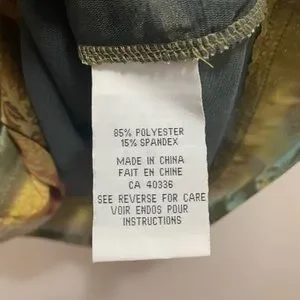 85% POLYESTER
15% SPANDEX
MADE IN CHINA
FAIT EN CHINE
CA 40336
SEE REVERSE FOR CARE
VOIR ENDOS POUR
INSTRUCTIONS